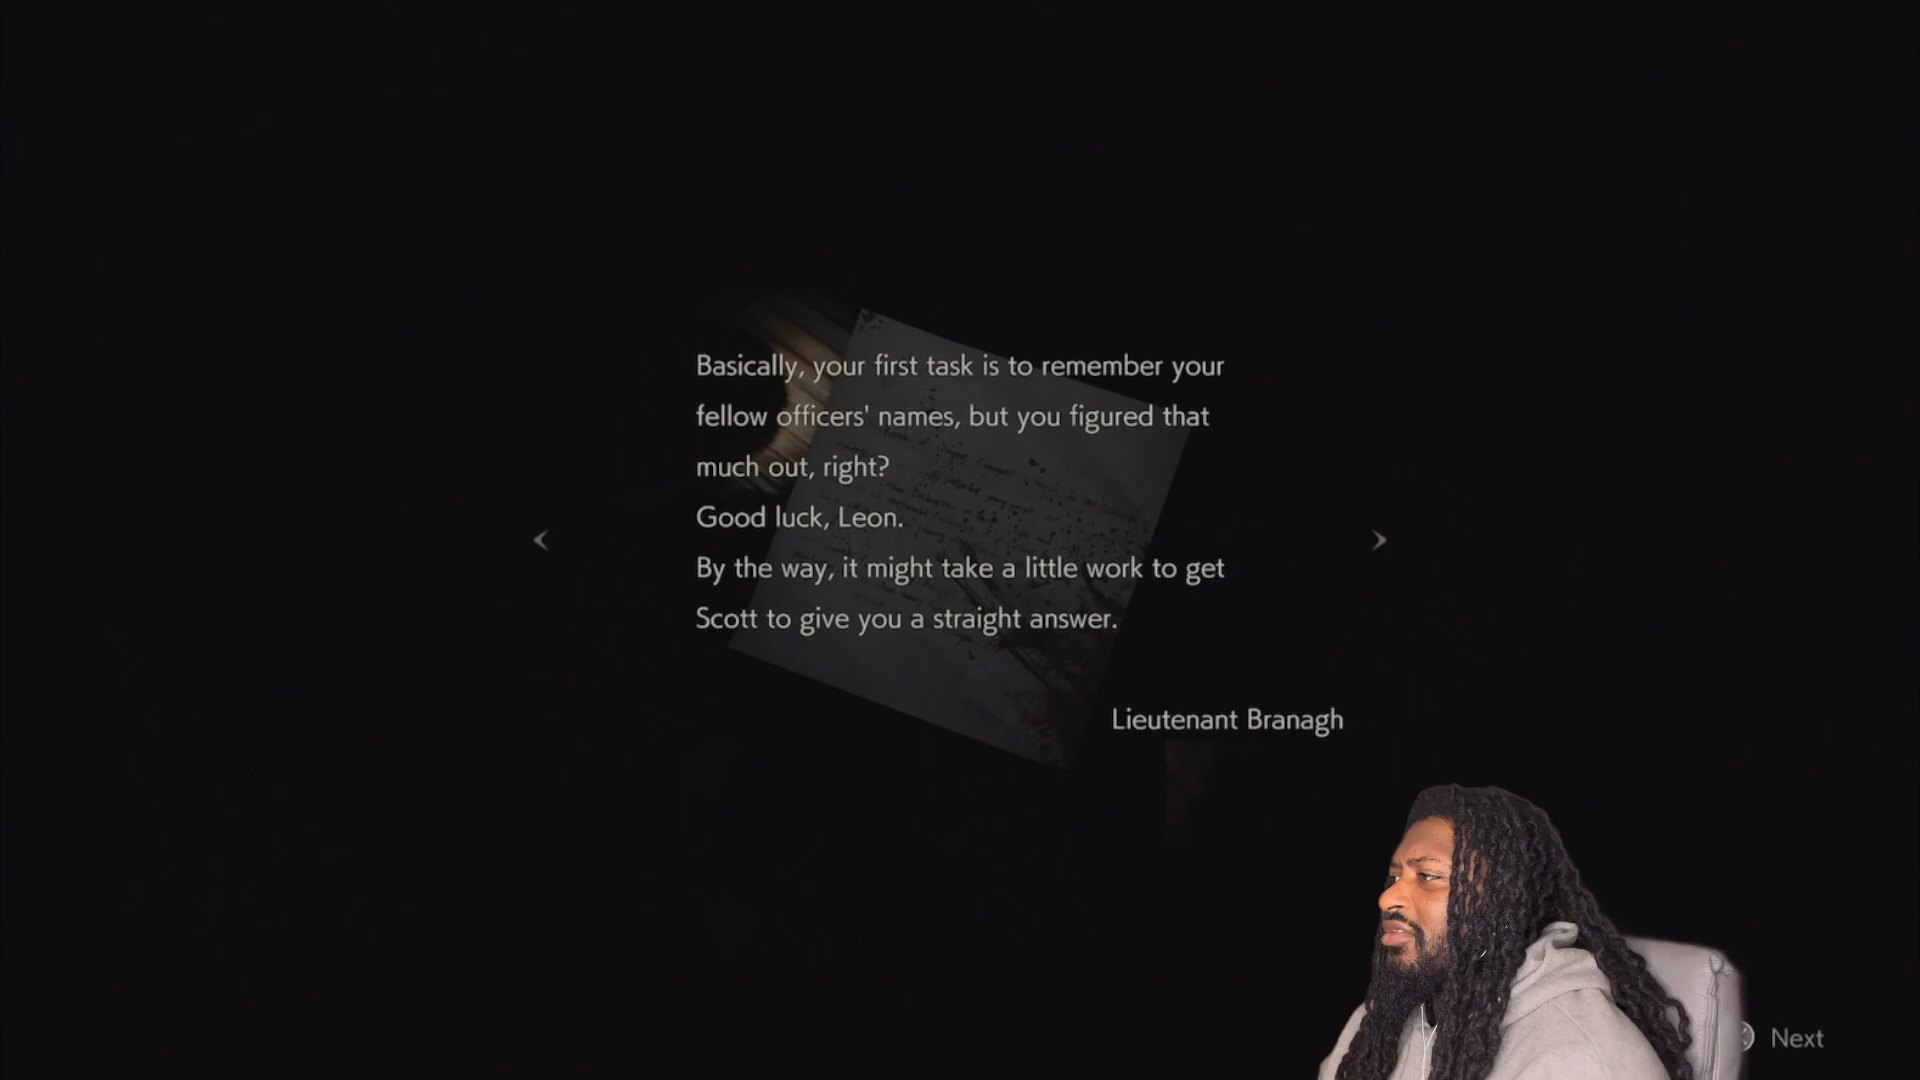 Basically, your first task is to remember your
fellow officers' names, but you figured that
much out, right?
Good luck, Leon.
By the way, it might take a little work to get
Scott to give you a straight answer.
Lieutenant Branagh
Next